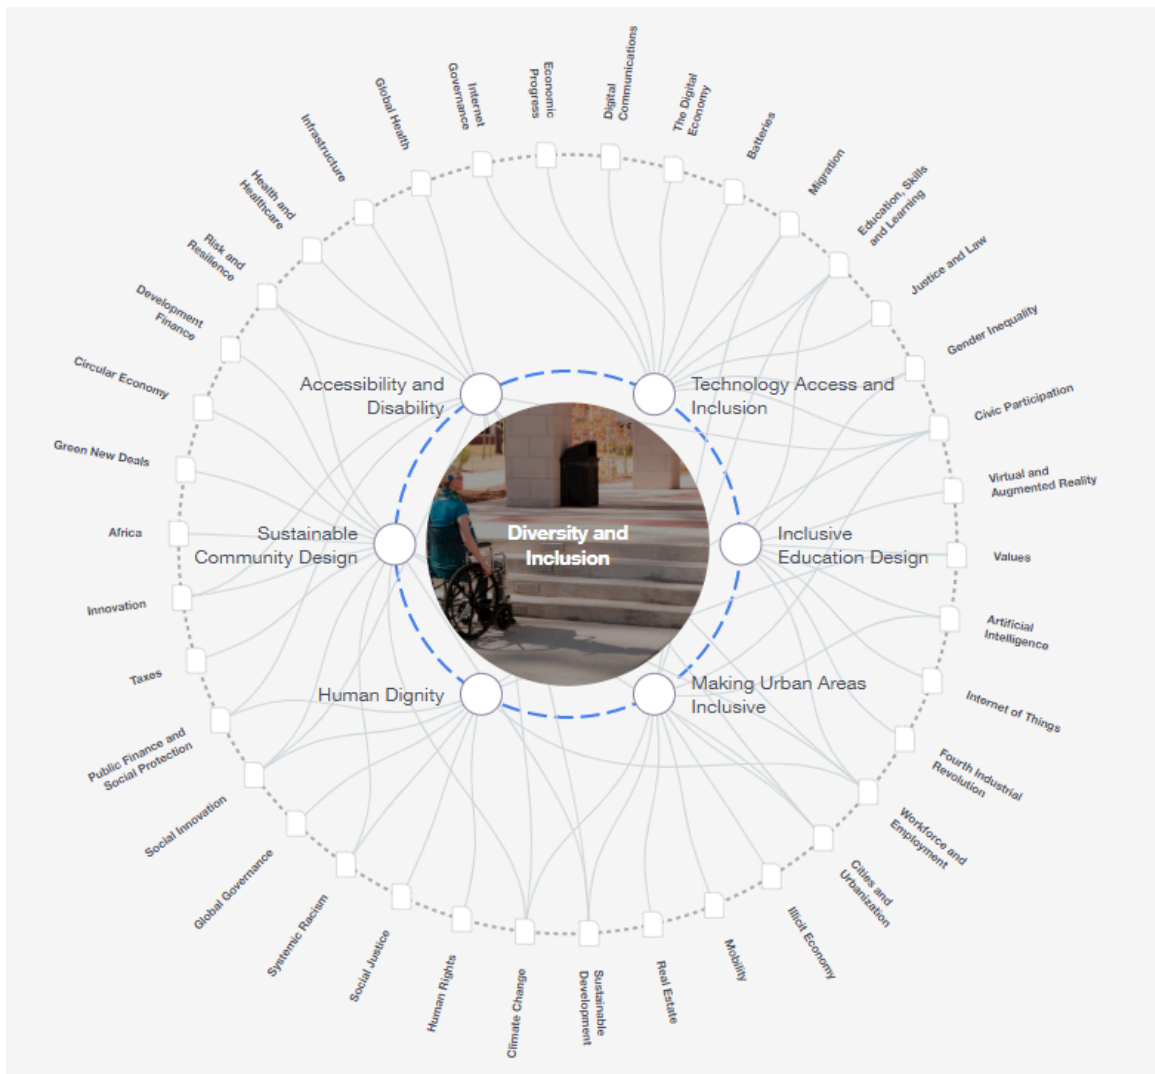 Diversity and
Inclusion
Accessibility and
Disability
Technology Access and
Inclusion
Inclusive
Education Design
Making Urban Areas
Inclusive
Human Dignity
Sustainable
Community Design
Economic
Progress
Digital
Communications
The Digital
Economy
Batteries
Migration
Education, Skills
and Learning
Justice and Law
Gender Inequality
Civic Participation
Virtual and
Augmented Reality
Values
Artificial
Intelligence
Internet of Things
Fourth Industrial
Revolution
Workforce and
Employment
Cities and
Urbanization
Illicit Economy
Mobility
Real Estate
Sustainable
Development
Climate Change
Human Rights
Social Justice
Systemic Racism
Global Governance
Social Innovation
Public Finance and
Social Protection
Taxes
Innovation
Africa
Green New Deals
Circular Economy
Development
Finance
Risk and
Resilience
Health and
Healthcare
Infrastructure
Global Health
Internet
Governance